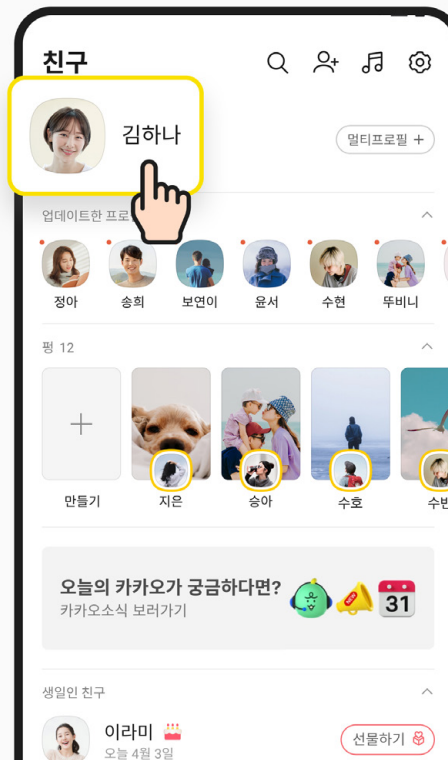 친구
김하나
멀티프로필 +
업데이트한 프로
정아 송희 보연이 윤서 수현 뚜비니
펑 12
만들기 지은 승아 수호 수빈
오늘의 카카오가 궁금하다면?
카카오소식 보러가기
NEW
31
생일인 친구
이라미
오늘 4월 3일
선물하기